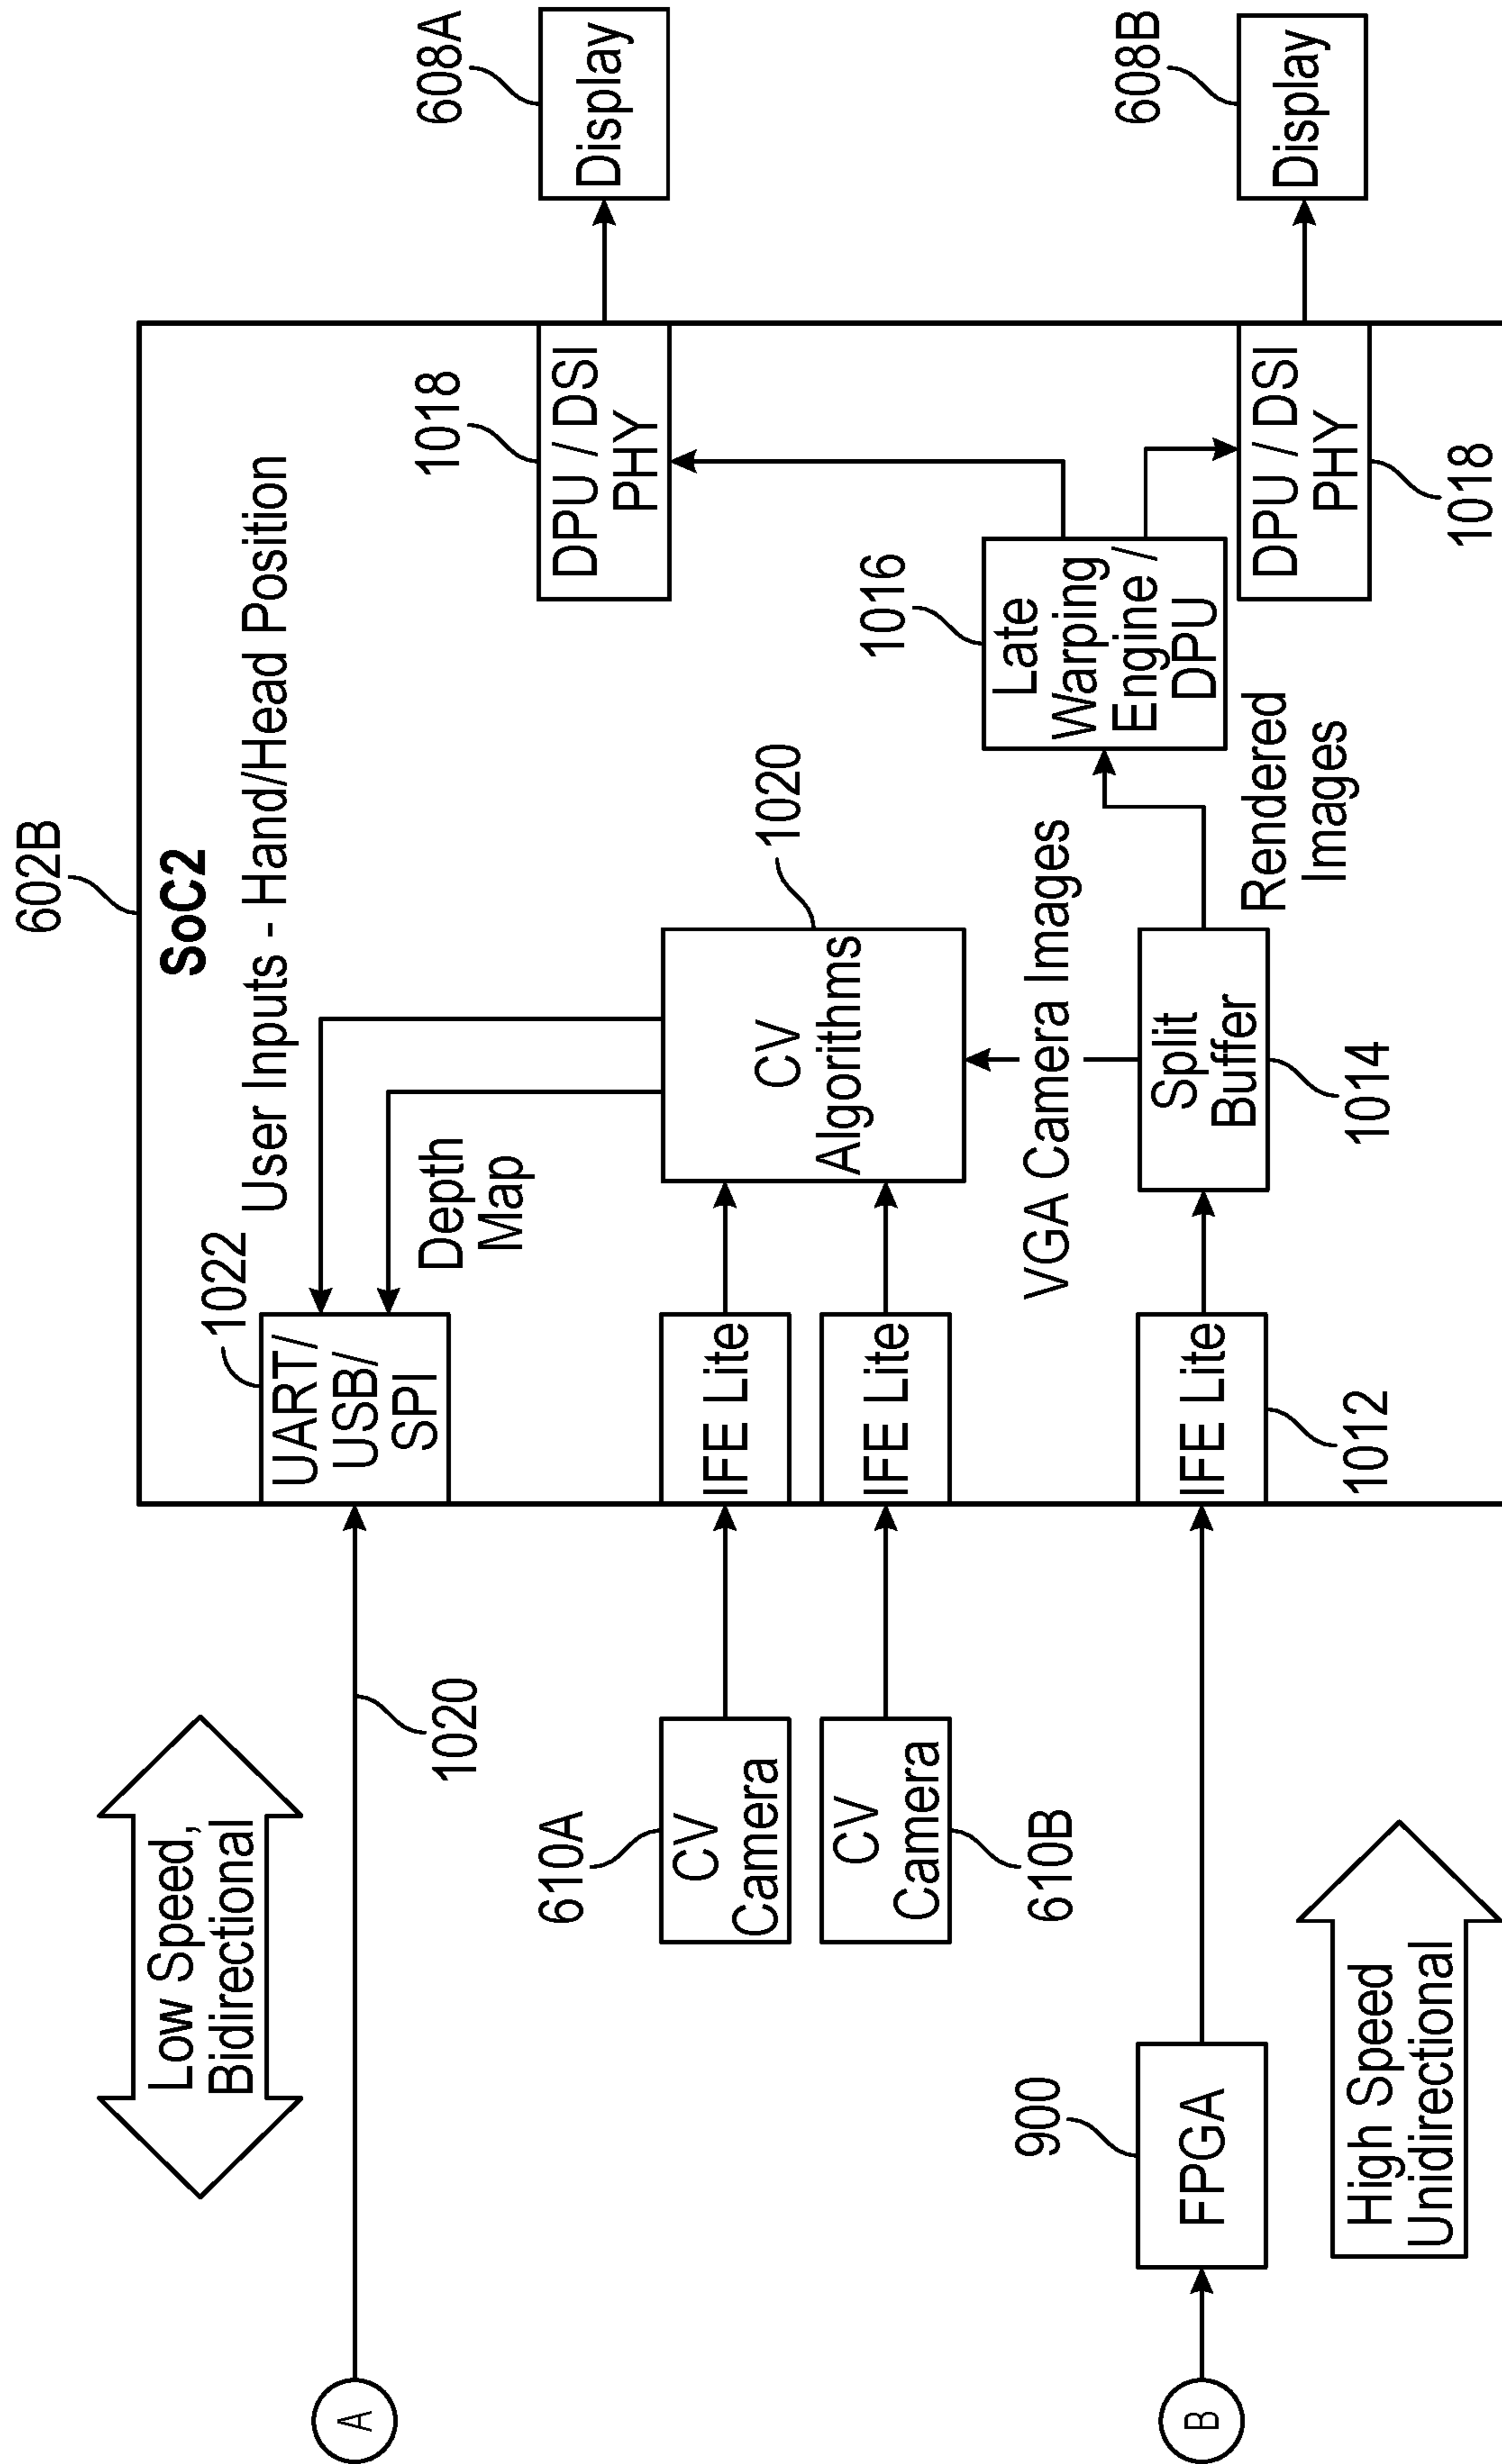 602B
SoC2
User Inputs - Hand/Head Position
Low Speed,
Bidirectional
A
1020
1022
UART/
USB/
SPI
Depth
Map
610A
CV
Camera
IFE Lite
CV
Camera
610B
IFE Lite
CV
Algorithms
1020
VGA Camera Images
1018
DPU / DSI
PHY
608A
Display
1016
Late
Warping
Engine /
DPU
B
900
FPGA
IFE Lite
1012
Split
Buffer
1014
Rendered
Images
DPU / DSI
PHY
1018
608B
Display
High Speed
Unidirectional